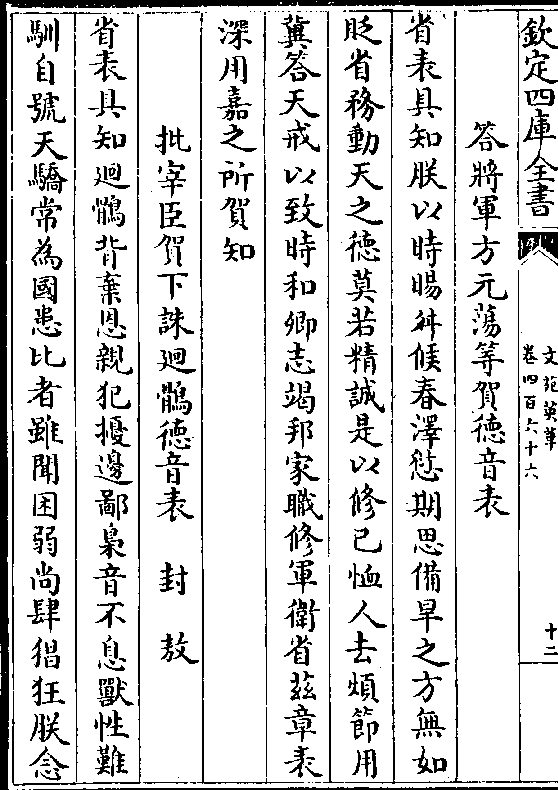 欽定四庫全書
文苑英華
卷四百六十六
十二
答將軍方元蕩等賀德音表
省表具知朕以時暘舛候春澤愆期思備旱之方無如
貶省務動天之德莫若精誠是以修已恤人去煩節用
冀答天戒以致時和卿志竭邦家職修軍衛省兹章表
深用嘉之所賀知
批宰臣賀下誅迴鶻德音表 封敖
省表具知迴鶻背棄恩親犯擾邊鄙梟音不息獸性難
馴自號天驕常為國患比者雖聞困弱尚肆猖狂朕念